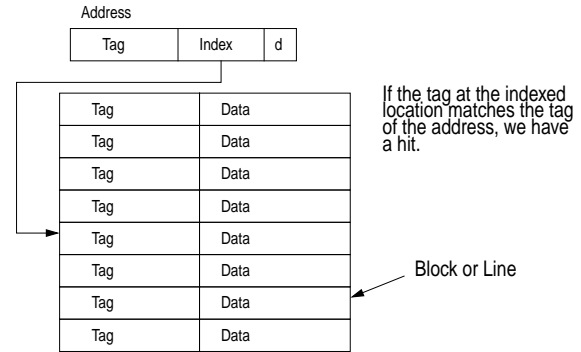 Address
Tag Index d
If the tag at the indexed
location matches the tag
of the address, we have
a hit.
Tag Data
Tag Data
Tag Data
Tag Data
Tag Data
Tag Data
Tag Data
Tag Data
Block or Line